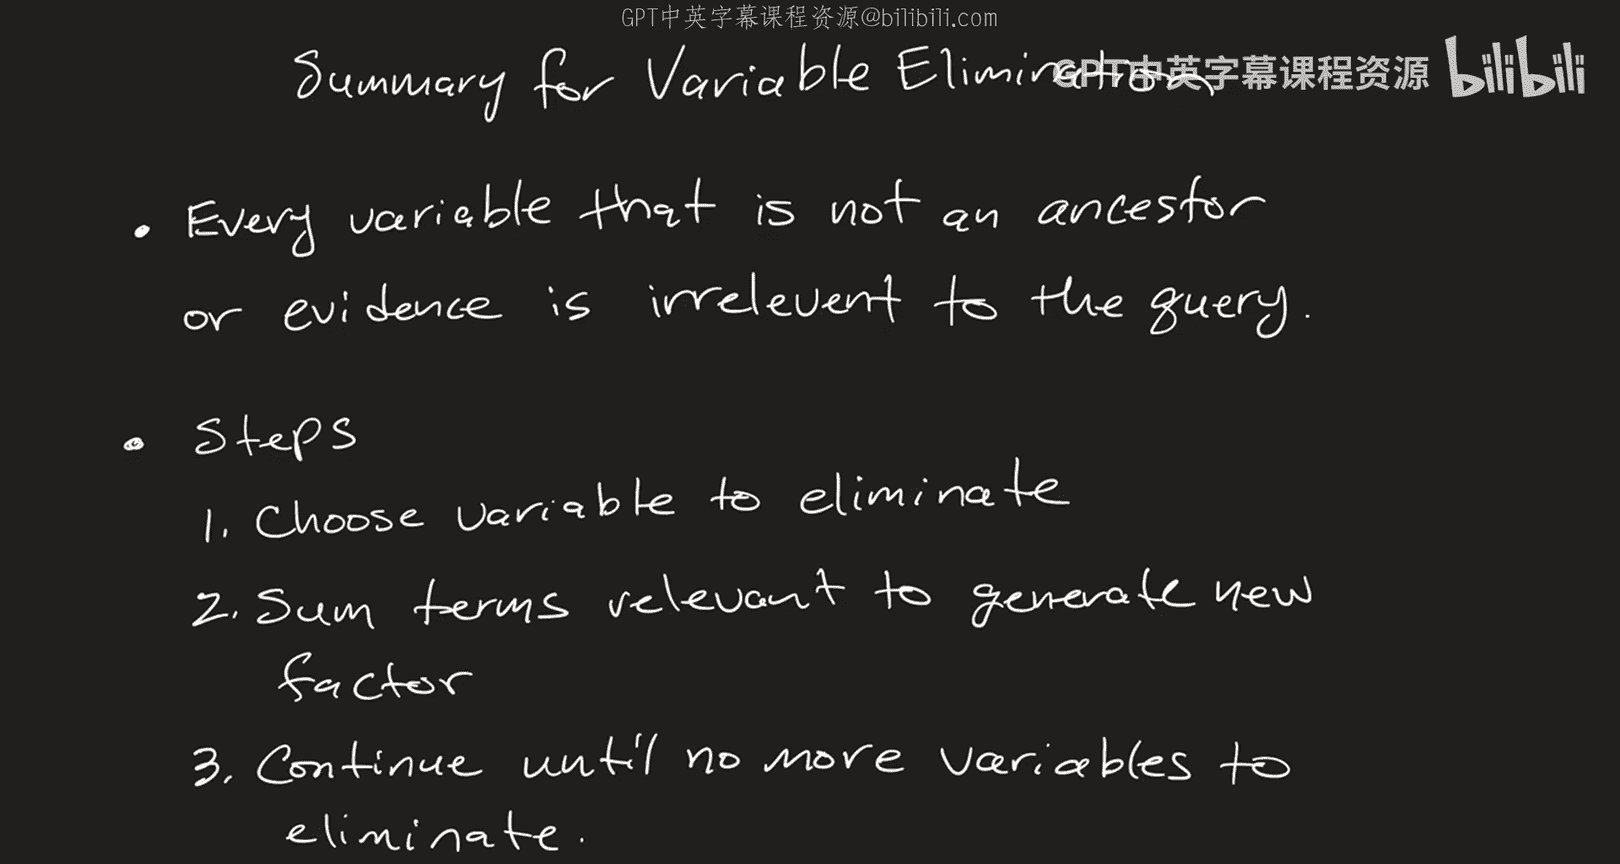 GPT中英字幕课程资源@bilibili.com
Summary for Variable Elimination
GPT中英字幕课程资源 bilibili
• Every variable that is not an ancestor
or evidence is irrelevent to the query.
• Steps
1. Choose variable to eliminate
2. Sum terms relevant to generate new
factor
3. Continue until no more variables to
eliminate.